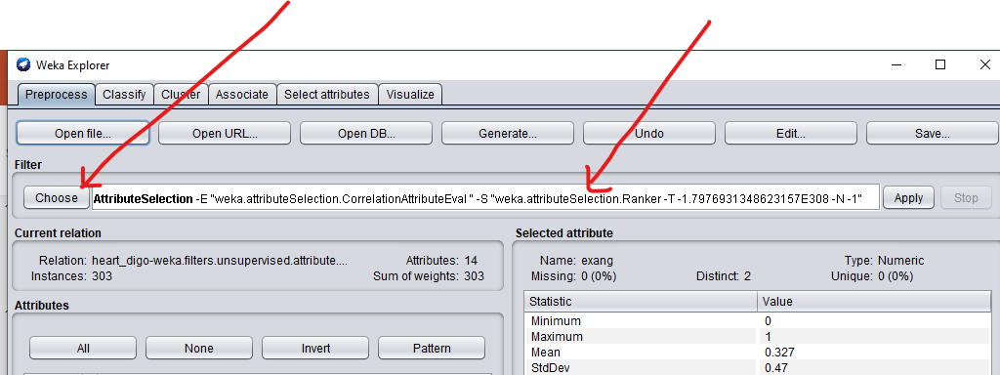 Weka Explorer
Preprocess Classify Cluster Associate Select attributes Visualize
Open file... Open URL... Open DB... Generate... Undo Edit... Save...
Filter
Choose AttributeSelection -E "weka.attributeSelection.CorrelationAttributeEval " -S "weka.attributeSelection.Ranker -T -1.7976931348623157E308 -N -1" Apply Stop
Current relation
Relation: heart_digo-weka.filters.unsupervised.attribute.... Attributes: 14
Instances: 303 Sum of weights: 303
Attributes
All None Invert Pattern
Selected attribute
Name: exang Type: Numeric
Missing: 0 (0%) Distinct: 2 Unique: 0 (0%)
Statistic Value
Minimum 0
Maximum 1
Mean 0.327
StdDev 0.47